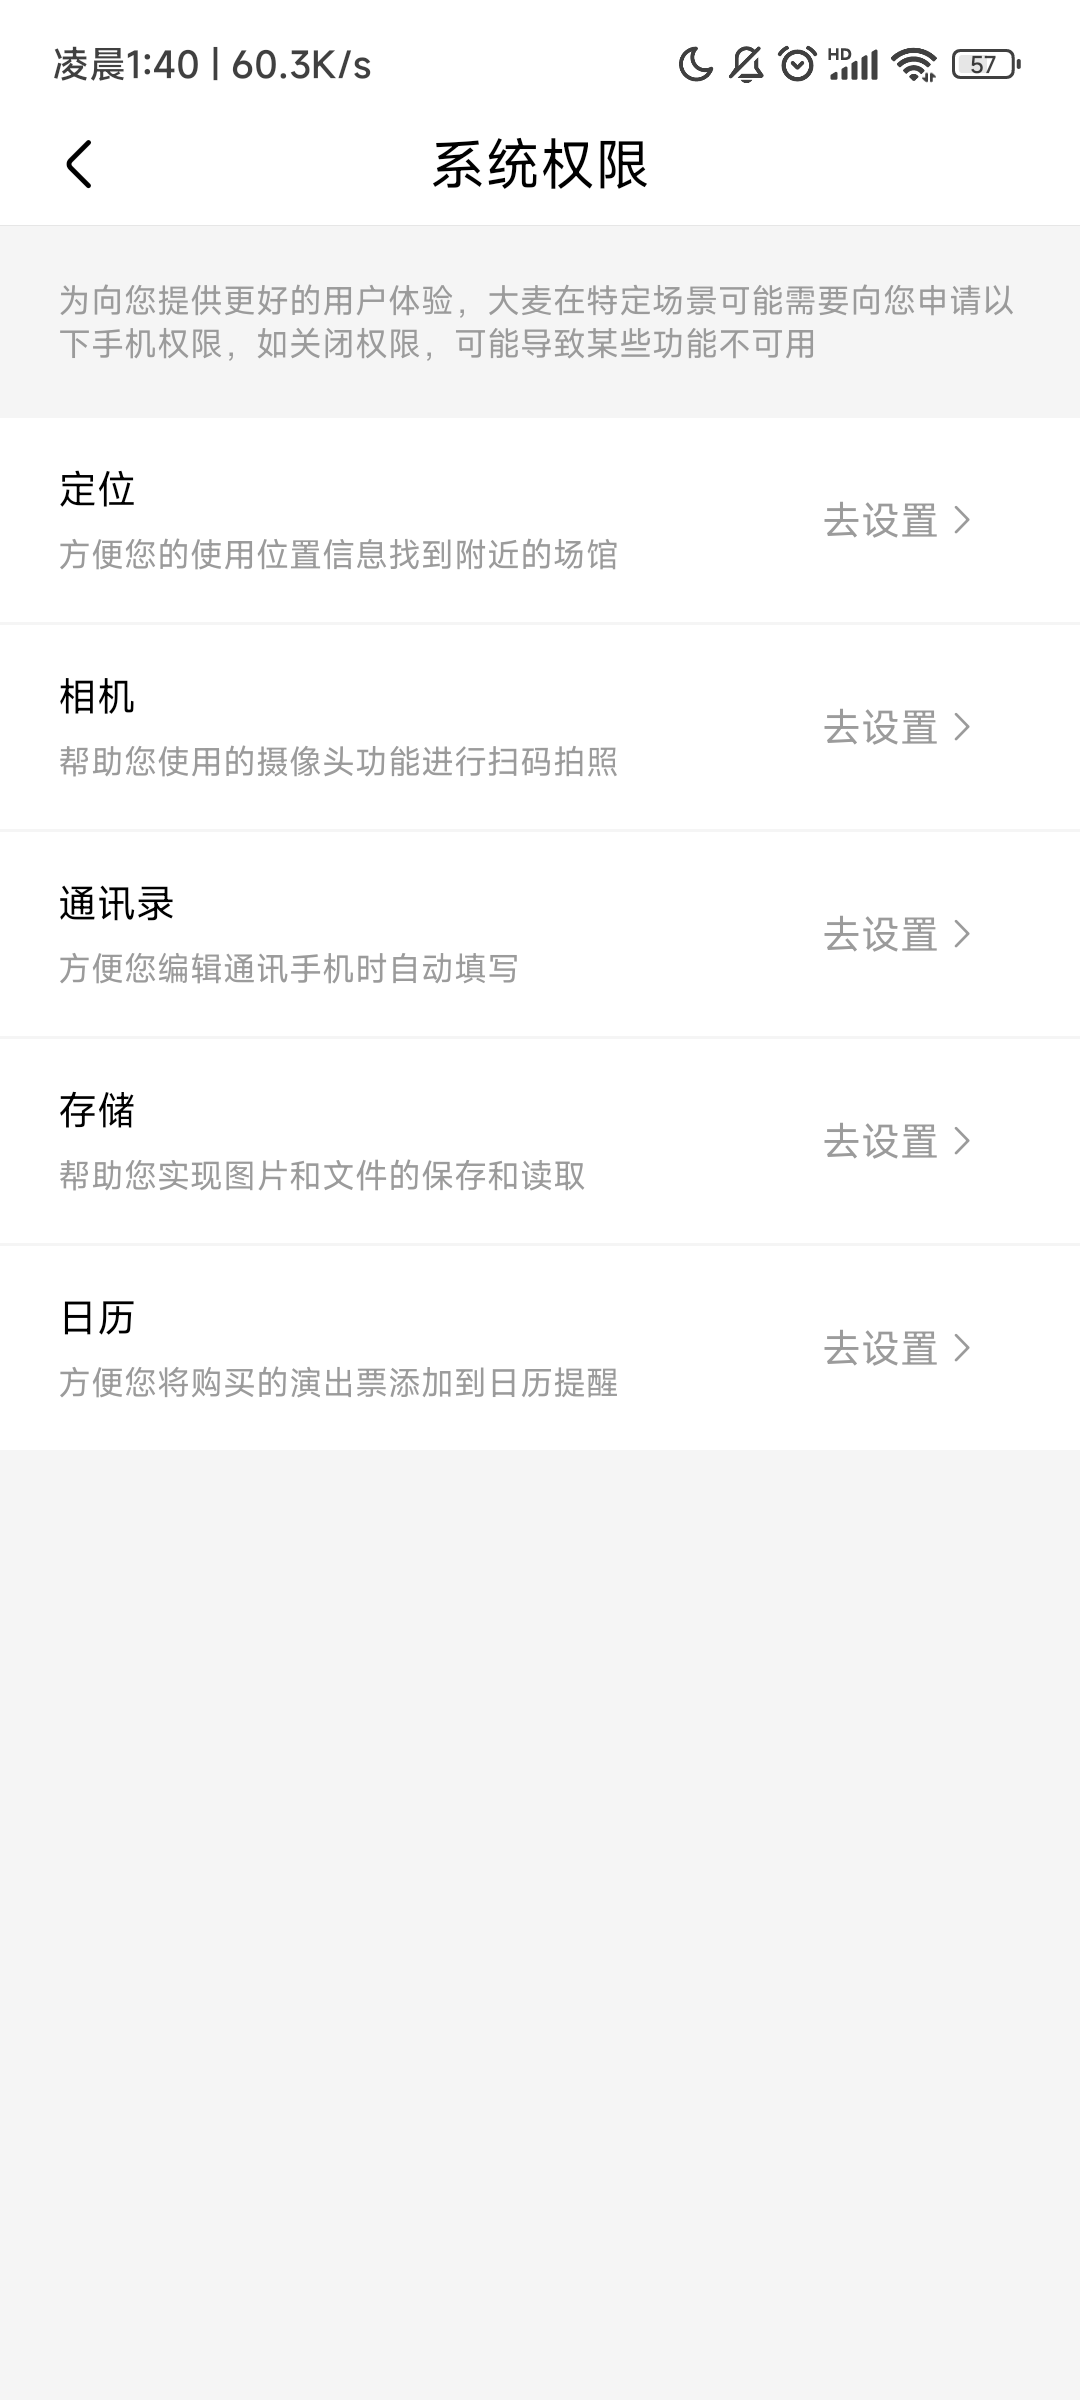 凌晨1:40 | 60.3K/s
HD
57
系统权限
为向您提供更好的用户体验，大麦在特定场景可能需要向您申请以
下手机权限，如关闭权限，可能导致某些功能不可用
定位
方便您的使用位置信息找到附近的场馆
去设置
相机
帮助您使用的摄像头功能进行扫码拍照
去设置
通讯录
方便您编辑通讯手机时自动填写
去设置
存储
帮助您实现图片和文件的保存和读取
去设置
日历
方便您将购买的演出票添加到日历提醒
去设置